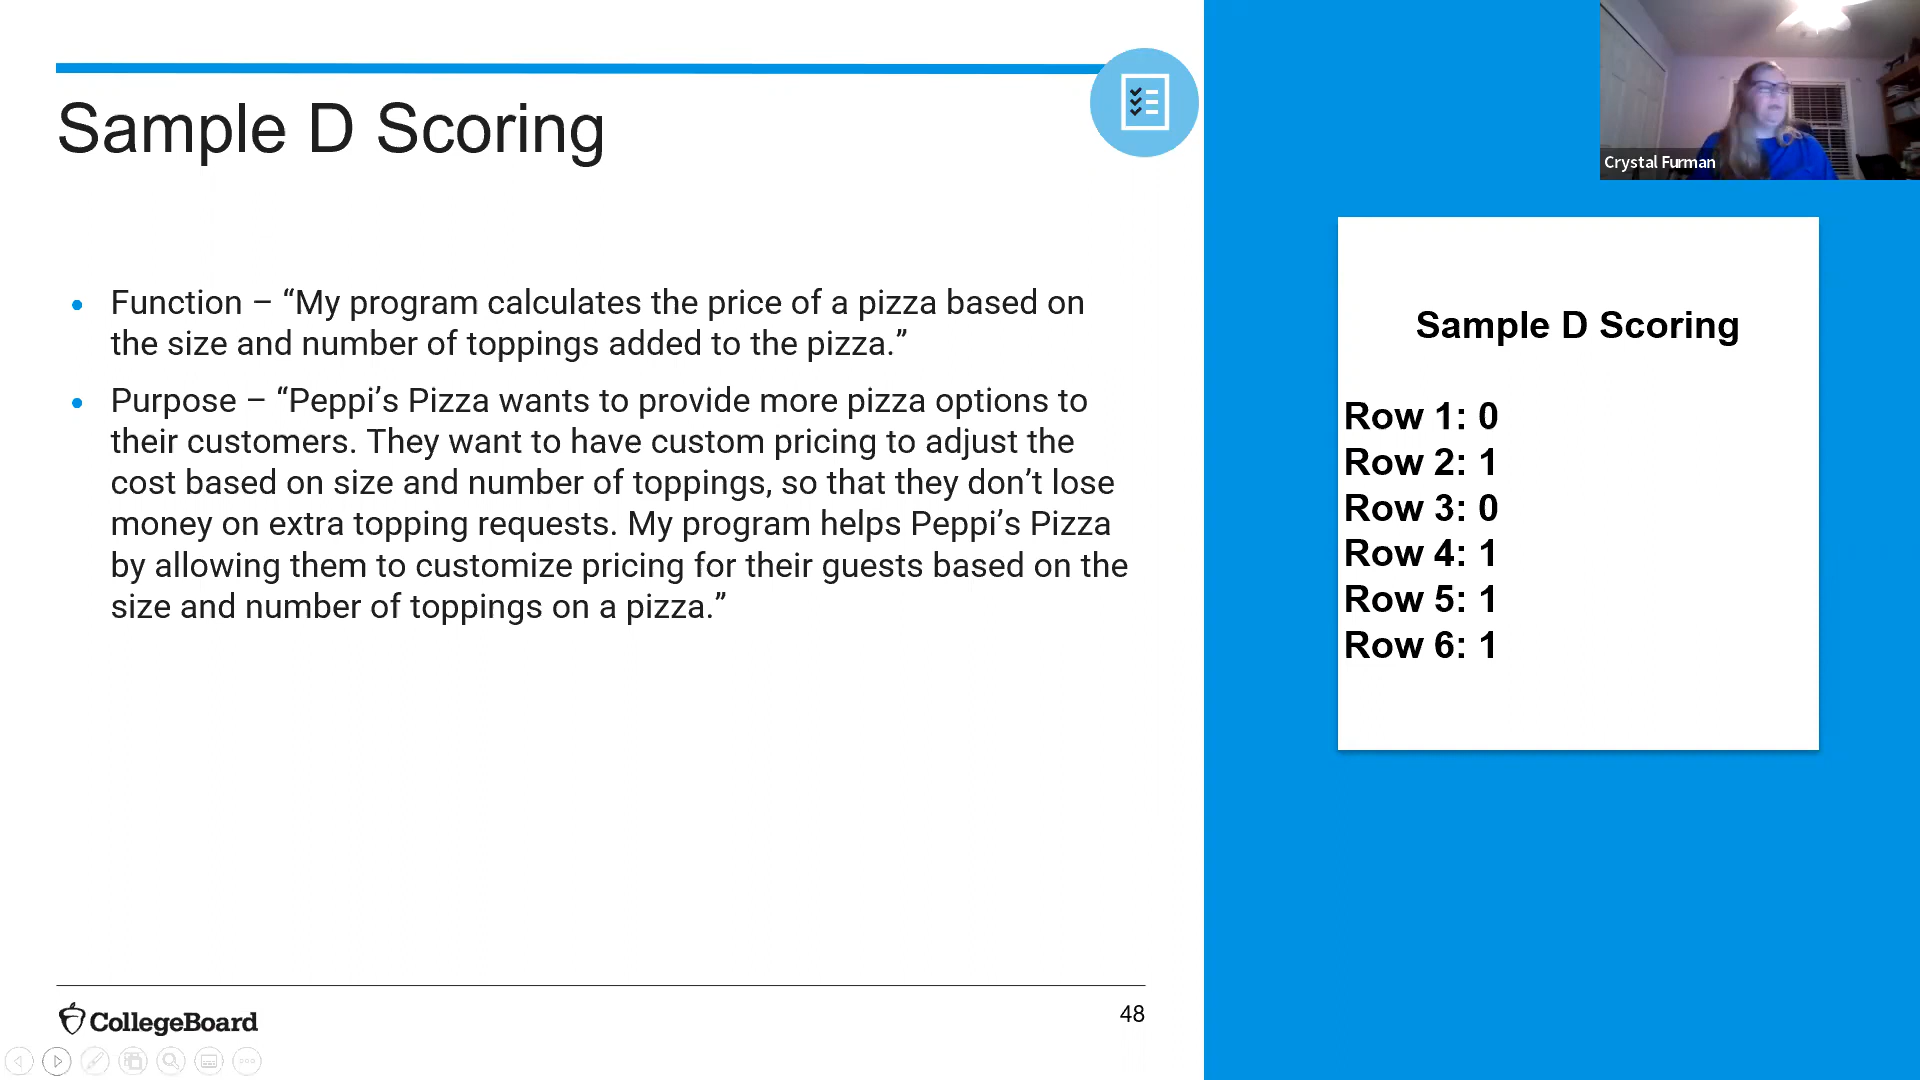 Sample D Scoring
• Function – “My program calculates the price of a pizza based on
the size and number of toppings added to the pizza.”
• Purpose – “Peppi’s Pizza wants to provide more pizza options to
their customers. They want to have custom pricing to adjust the
cost based on size and number of toppings, so that they don’t lose
money on extra topping requests. My program helps Peppi’s Pizza
by allowing them to customize pricing for their guests based on the
size and number of toppings on a pizza.”
CollegeBoard
48
Crystal Furman
Sample D Scoring
Row 1: 0
Row 2: 1
Row 3: 0
Row 4: 1
Row 5: 1
Row 6: 1